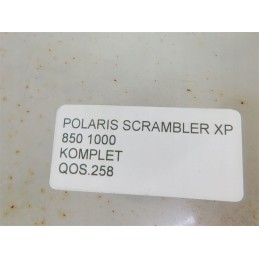 POLARIS SCRAMBLER XP
850 1000
KOMPLET
QOS.258